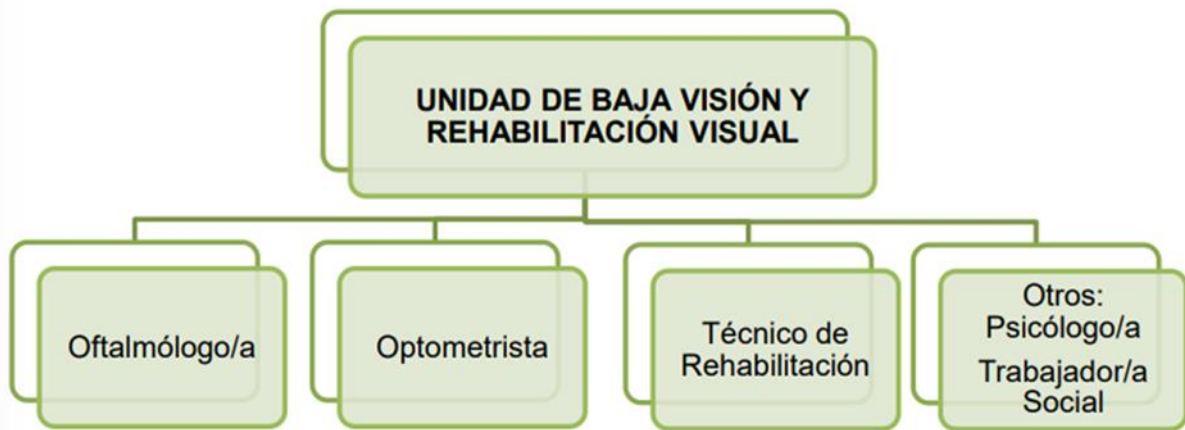 UNIDAD DE BAJA VISIÓN Y
REHABILITACIÓN VISUAL
Oftalmólogo/a
Optometrista
Técnico de
Rehabilitación
Otros:
Psicólogo/a
Trabajador/a
Social